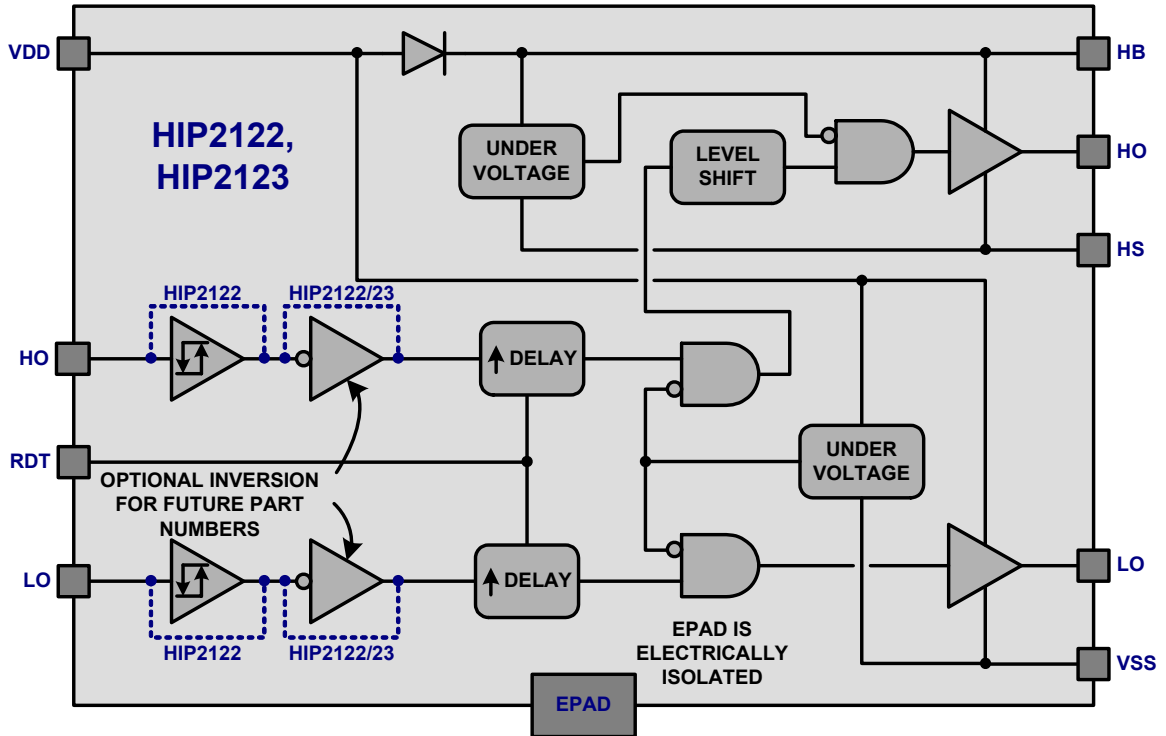 VDD
HB
HIP2122,
HIP2123
UNDER
VOLTAGE
LEVEL
SHIFT
HO
HS
HIP2122
HIP2122/23
HO
DELAY
RDT
OPTIONAL INVERSION
FOR FUTURE PART
NUMBERS
UNDER
VOLTAGE
LO
DELAY
LO
HIP2122
HIP2122/23
EPAD IS
ELECTRICALLY
ISOLATED
VSS
EPAD